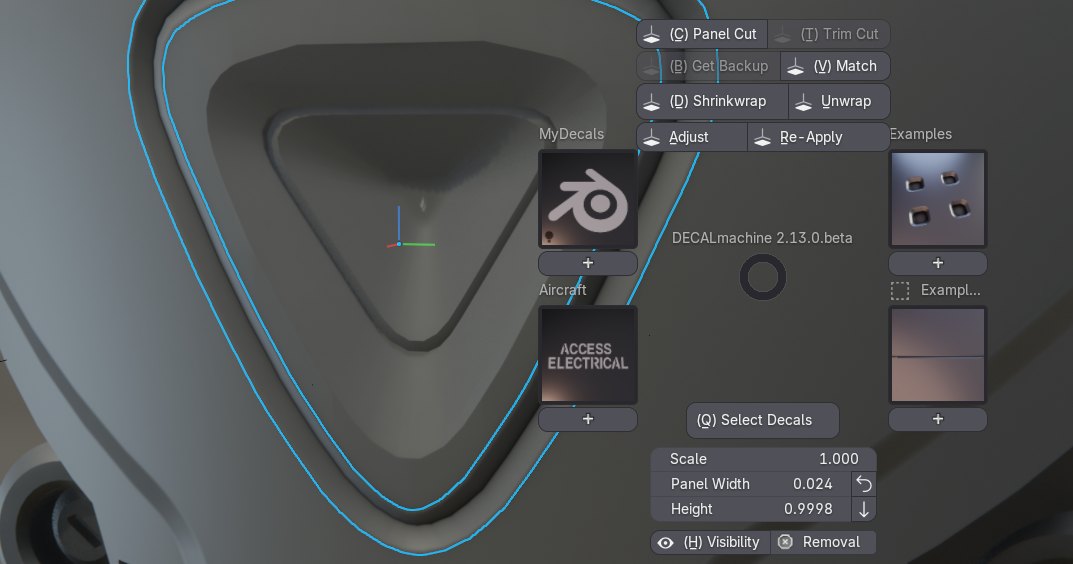 (C) Panel Cut
(T) Trim Cut
(B) Get Backup
(V) Match
(D) Shrinkwrap
Unwrap
Adjust
Re-Apply
MyDecals
Examples
DECALmachine 2.13.0.beta
+
+
Aircraft
Exampl...
ACCESS
ELECTRICAL
+
+
(Q) Select Decals
Scale 1.000
Panel Width 0.024
Height 0.9998
(H) Visibility
Removal